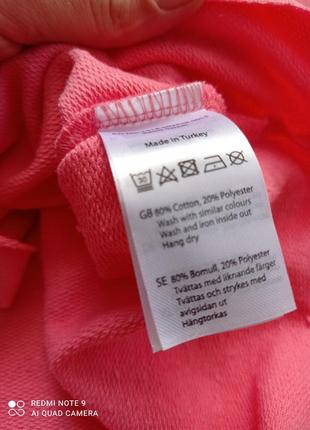 Made in Turkey
30
GB 80% Cotton, 20% Polyester
Wash with similar colours
Wash and iron inside out
Hang dry
SE 80% Bomull, 20% Polyester
Tvättas med liknande färger
Tvättas och strykes med
avigsidan ut
Hängtorkas
REDMI NOTE 9
AI QUAD CAMERA